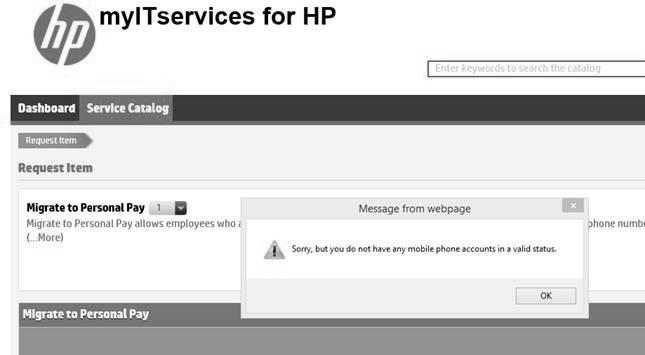 hp
myITservices for HP
Enter keywords to search the catalog
Dashboard Service Catalog
Request Item
Request Item
Migrate to Personal Pay 1
Migrate to Personal Pay allows employees who a
phone numb
(...More)
Message from webpage
Sorry, but you do not have any mobile phone accounts in a valid status.
OK
Migrate to Personal Pay